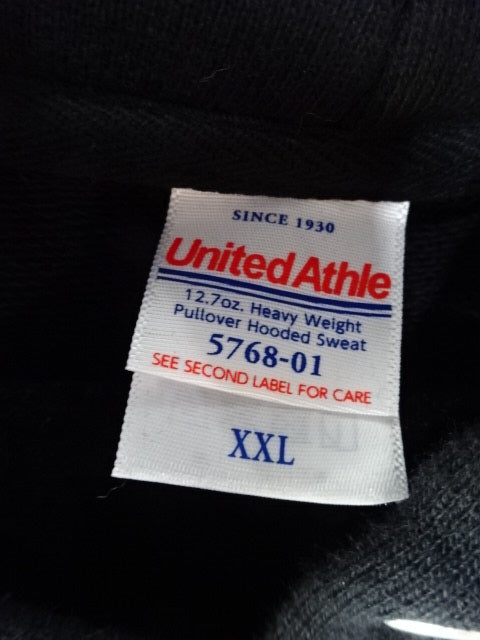 SINCE 1930
United Athle
12.7oz. Heavy Weight
Pullover Hooded Sweat
5768-01
SEE SECOND LABEL FOR CARE
XXL